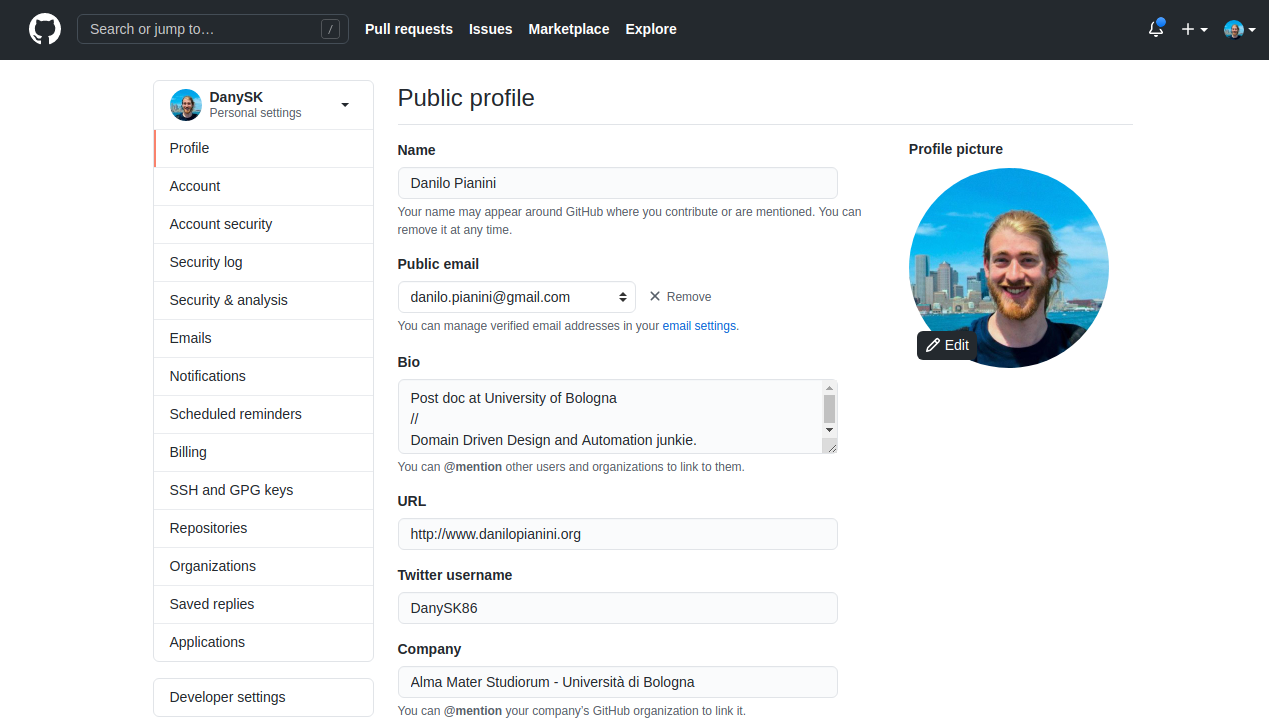 Search or jump to…
/
Pull requests
Issues
Marketplace
Explore
DanySK
Personal settings
Profile
Account
Account security
Security log
Security & analysis
Emails
Notifications
Scheduled reminders
Billing
SSH and GPG keys
Repositories
Organizations
Saved replies
Applications
Developer settings
Public profile
Name
Danilo Pianini
Your name may appear around GitHub where you contribute or are mentioned. You can
remove it at any time.
Public email
danilo.pianini@gmail.com
Remove
You can manage verified email addresses in your email settings.
Bio
Post doc at University of Bologna
//
Domain Driven Design and Automation junkie.
You can @mention other users and organizations to link to them.
URL
http://www.danilopianini.org
Twitter username
DanySK86
Company
Alma Mater Studiorum - Università di Bologna
You can @mention your company's GitHub organization to link it.
Profile picture
Edit